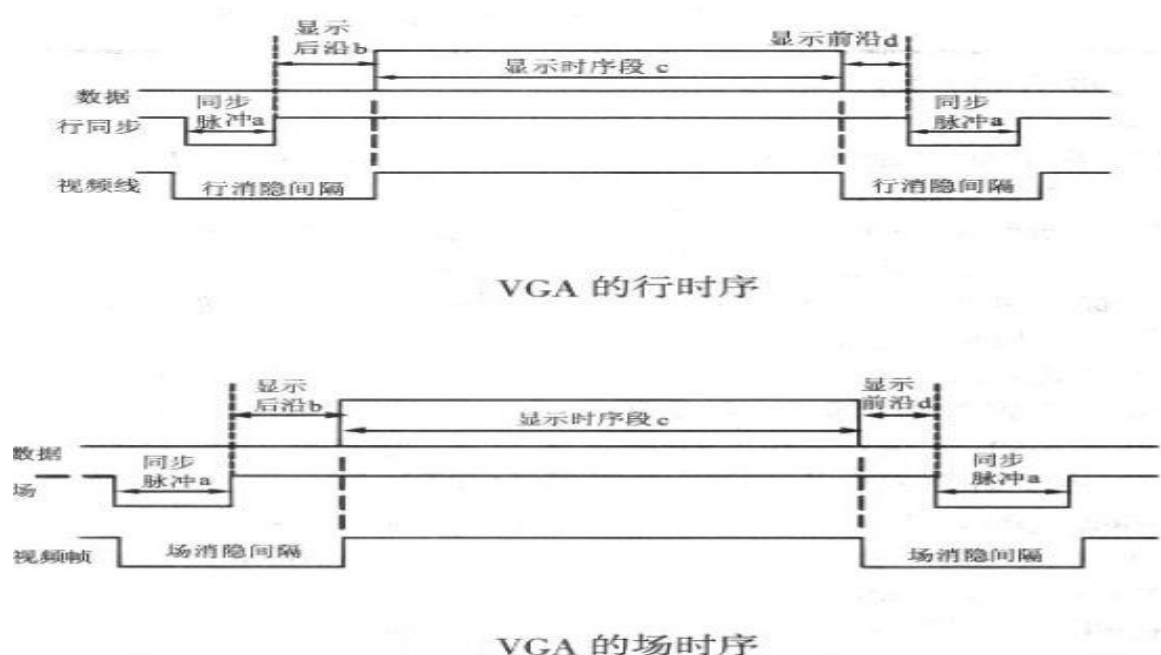 显示
后沿b
显示前沿d
显示时序段 c
数据
同步
脉冲a
同步
脉冲a
行同步
视频线
行消隐间隔
行消隐间隔
VGA 的行时序
显示
后沿b
显示
前沿d
显示时序段 c
数据
同步
脉冲a
同步
脉冲a
场
视频帧
场消隐间隔
场消隐间隔
VGA 的场时序